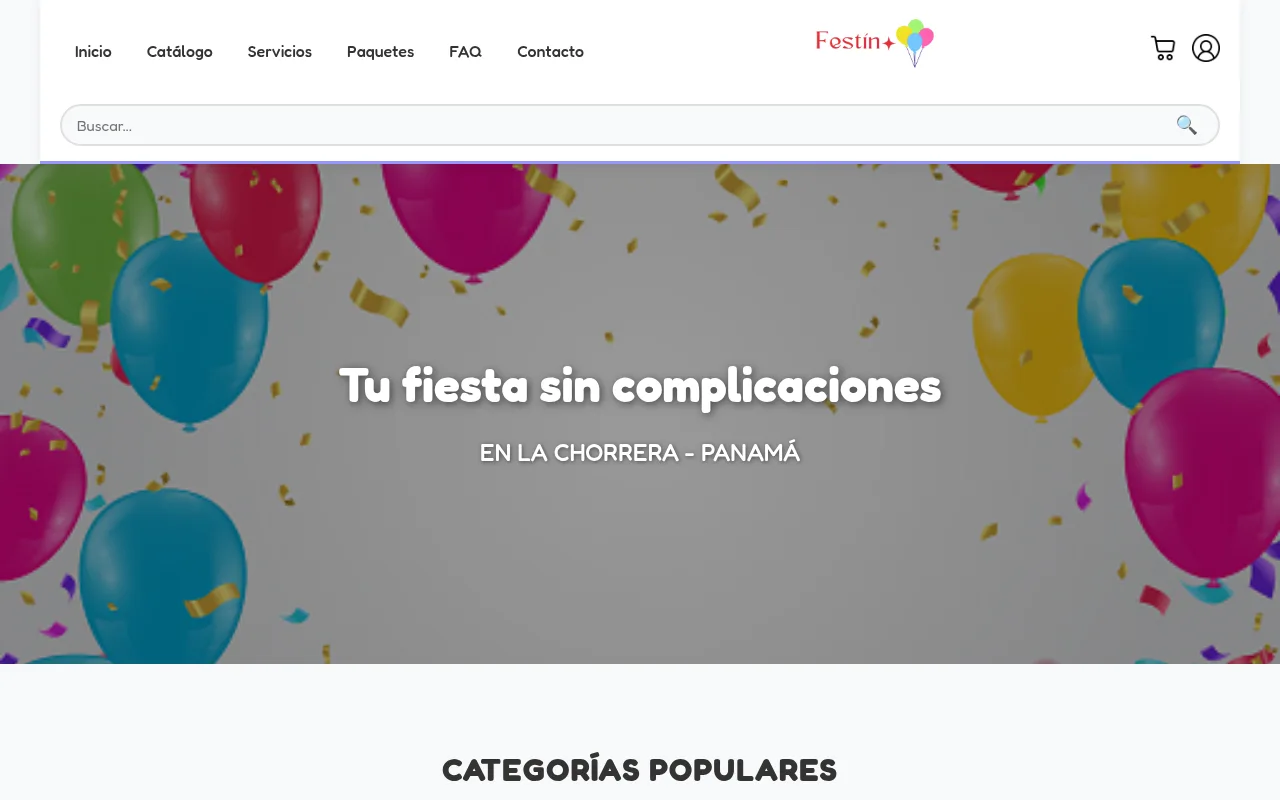 Inicio
Catálogo
Servicios
Paquetes
FAQ
Contacto
Festín
Buscar...
Tu fiesta sin complicaciones
EN LA CHORRERA - PANAMÁ
CATEGORÍAS POPULARES